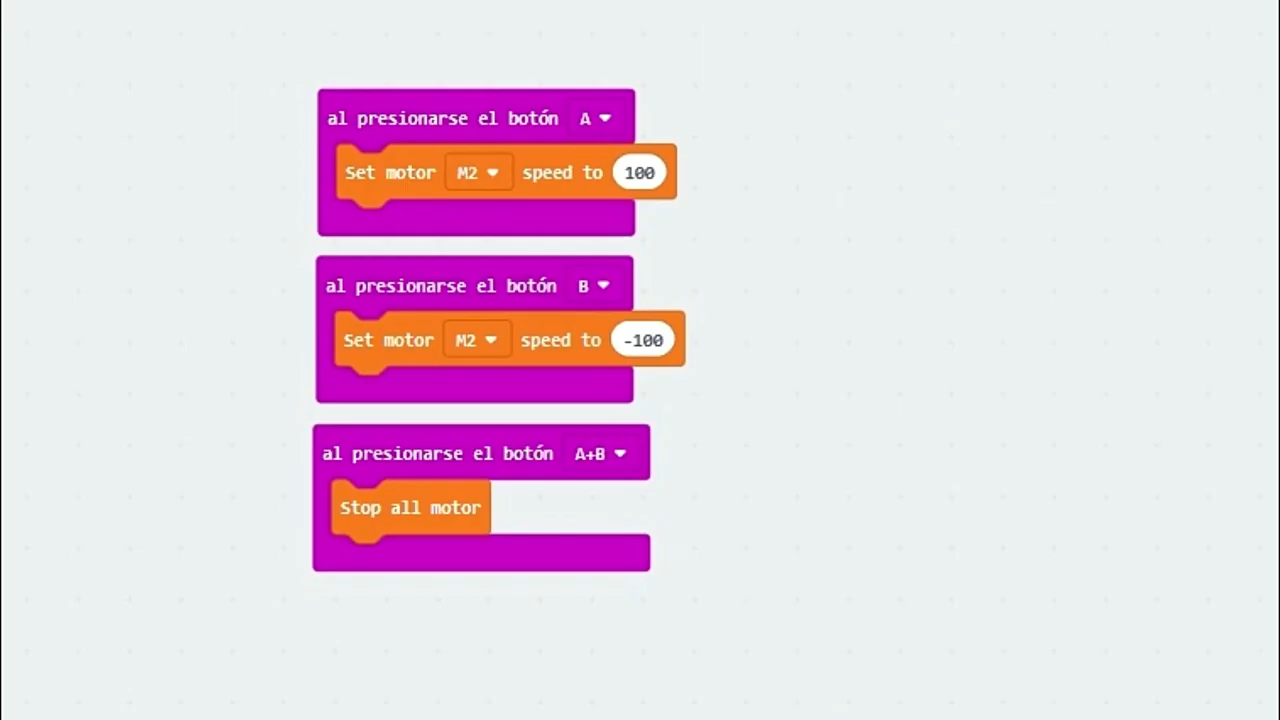 al presionarse el botón A
Set motor M2 speed to 100
al presionarse el botón B
Set motor M2 speed to -100
al presionarse el botón A+B
Stop all motor